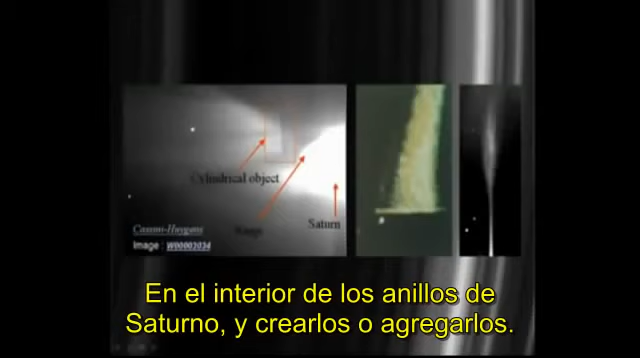 Cylindrical object
Rings
Saturn
Cassini-Huygens
Image : W00003034
En el interior de los anillos de
Saturno, y crearlos o agregarlos.